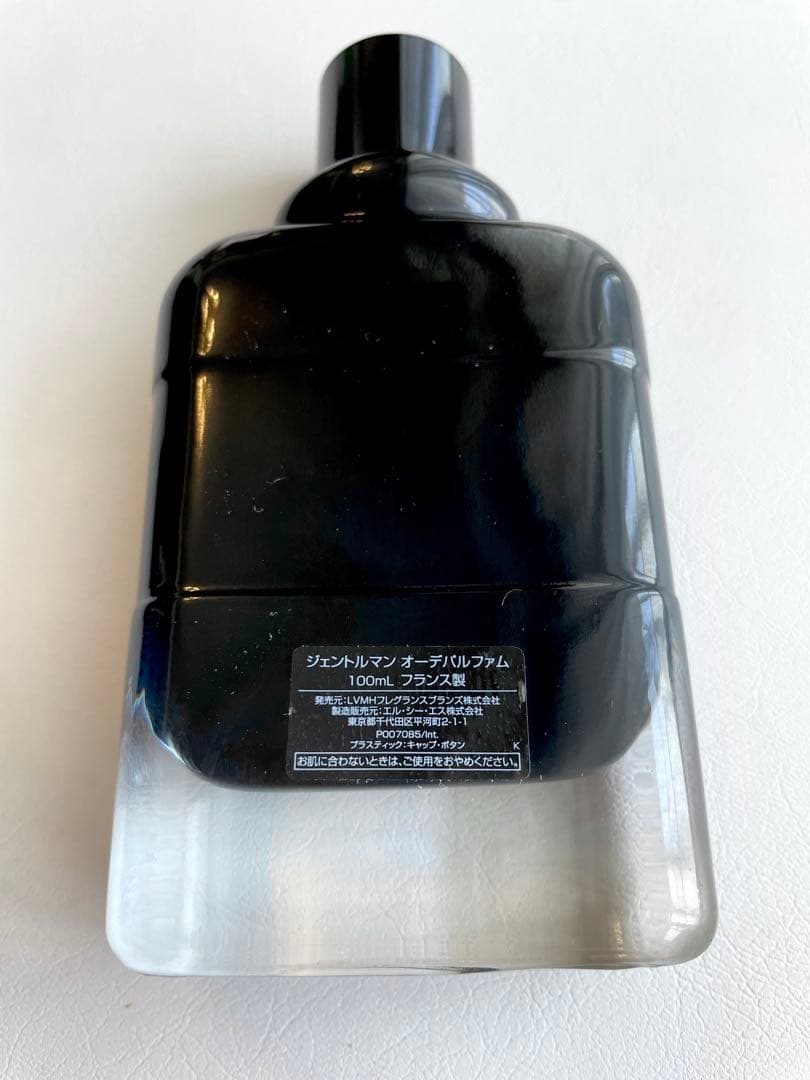 ジェントルマン オーデパルファム
100mL フランス製
発売元:LVMHフレグランスブランズ株式会社
製造販売元:エル・シー・エス株式会社
東京都千代田区平河町2-1-1
P007085/Int.
プラスティック:キャップ・ボタン K
お肌に合わないときは、ご使用をおやめください。